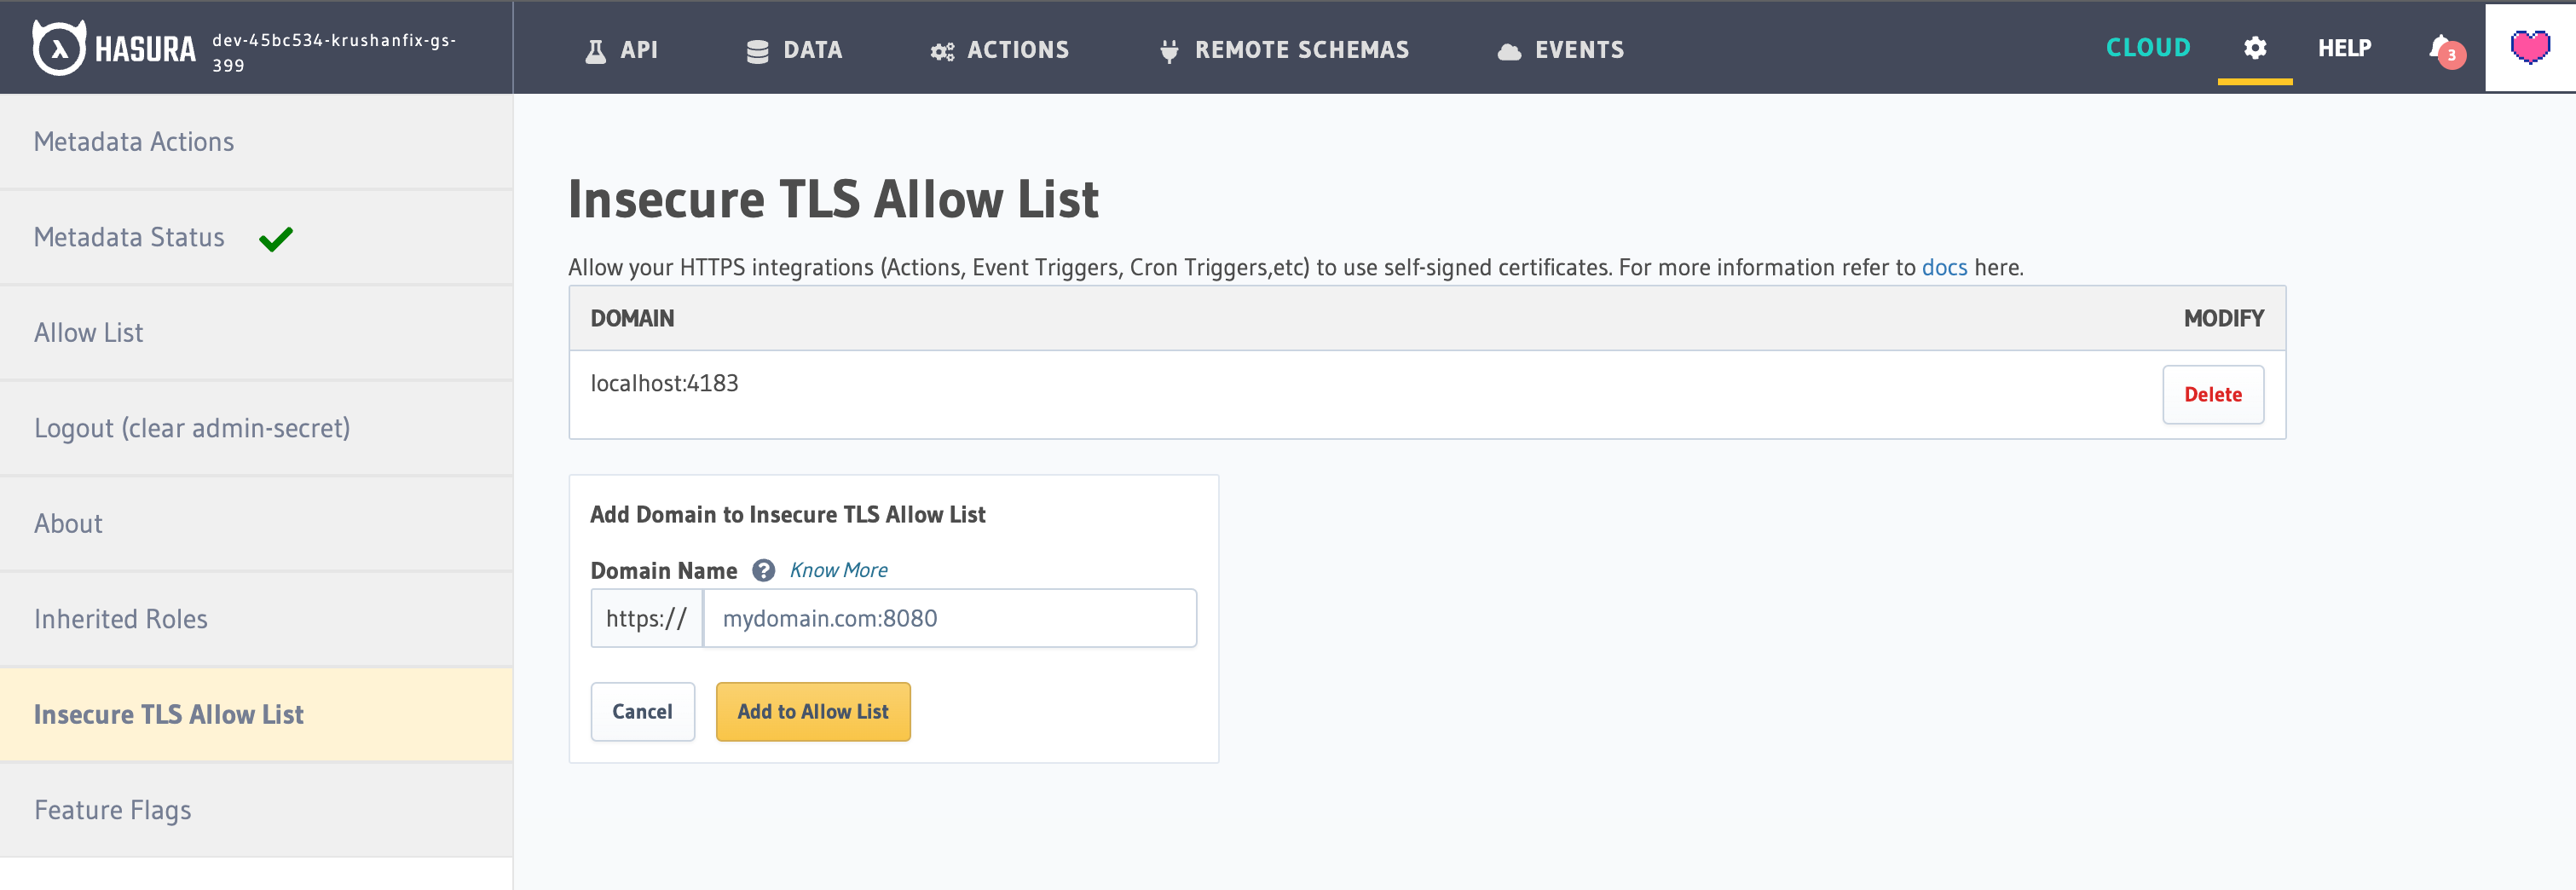 HASURA
dev-45bc534-krushanfix-gs-
399
API
DATA
ACTIONS
REMOTE SCHEMAS
EVENTS
CLOUD
HELP
3
Metadata Actions
Metadata Status
Allow List
Logout (clear admin-secret)
About
Inherited Roles
Insecure TLS Allow List
Feature Flags
Insecure TLS Allow List
Allow your HTTPS integrations (Actions, Event Triggers, Cron Triggers,etc) to use self-signed certificates. For more information refer to docs here.
DOMAIN MODIFY
localhost:4183
Delete
Add Domain to Insecure TLS Allow List
Domain Name ? Know More
https:// mydomain.com:8080
Cancel Add to Allow List